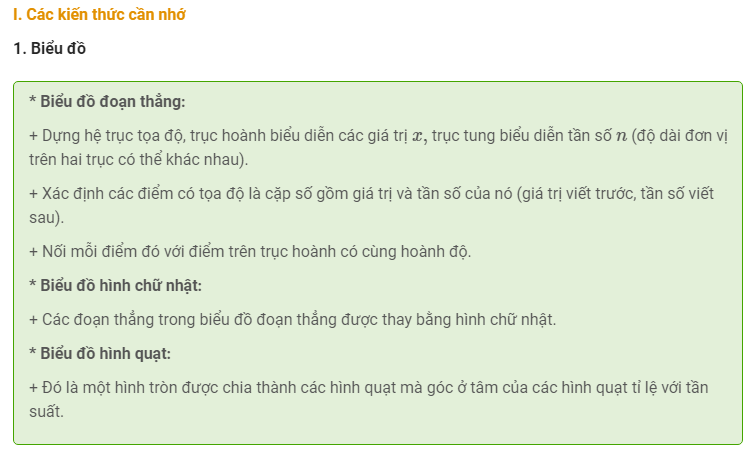 I. Các kiến thức cần nhớ
1. Biểu đồ
* Biểu đồ đoạn thẳng:
+ Dựng hệ trục tọa độ, trục hoành biểu diễn các giá trị x, trục tung biểu diễn tần số n (độ dài đơn vị
trên hai trục có thể khác nhau).
+ Xác định các điểm có tọa độ là cặp số gồm giá trị và tần số của nó (giá trị viết trước, tần số viết
sau).
+ Nối mỗi điểm đó với điểm trên trục hoành có cùng hoành độ.
* Biểu đồ hình chữ nhật:
+ Các đoạn thẳng trong biểu đồ đoạn thẳng được thay bằng hình chữ nhật.
* Biểu đồ hình quạt:
+ Đó là một hình tròn được chia thành các hình quạt mà góc ở tâm của các hình quạt tỉ lệ với tần
suất.